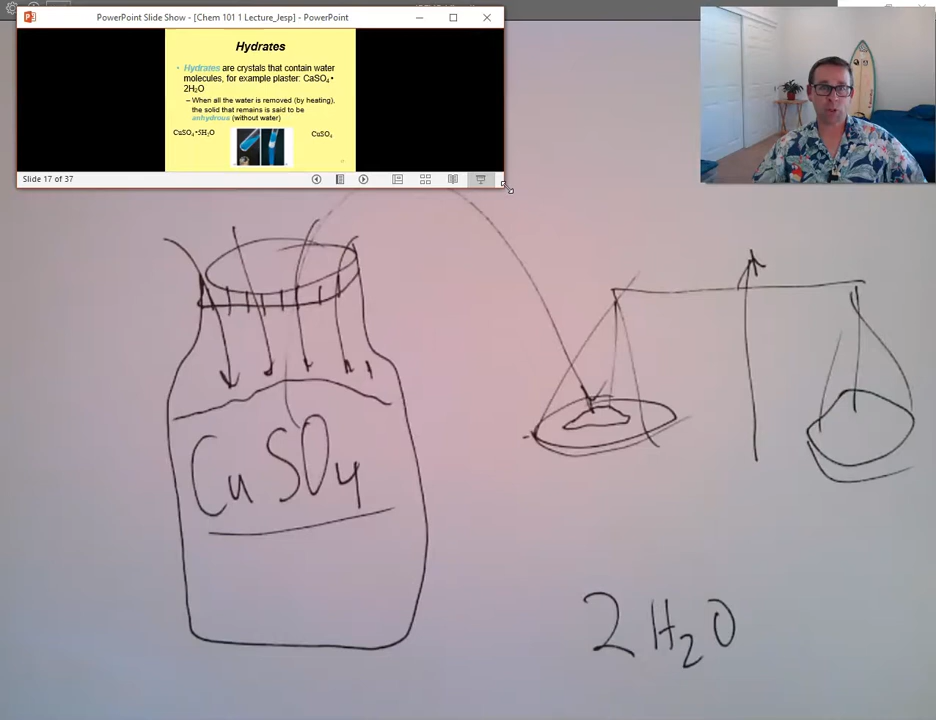 PowerPoint Slide Show - [Chem 101 1 Lecture_Jesp] - PowerPoint
Hydrates
• Hydrates are crystals that contain water
molecules, for example plaster: CaSO₄•
2H₂O
– When all the water is removed (by heating),
the solid that remains is said to be
anhydrous (without water)
CuSO₄•5H₂O CuSO₄
Slide 17 of 37
CuSO₄
2H₂O